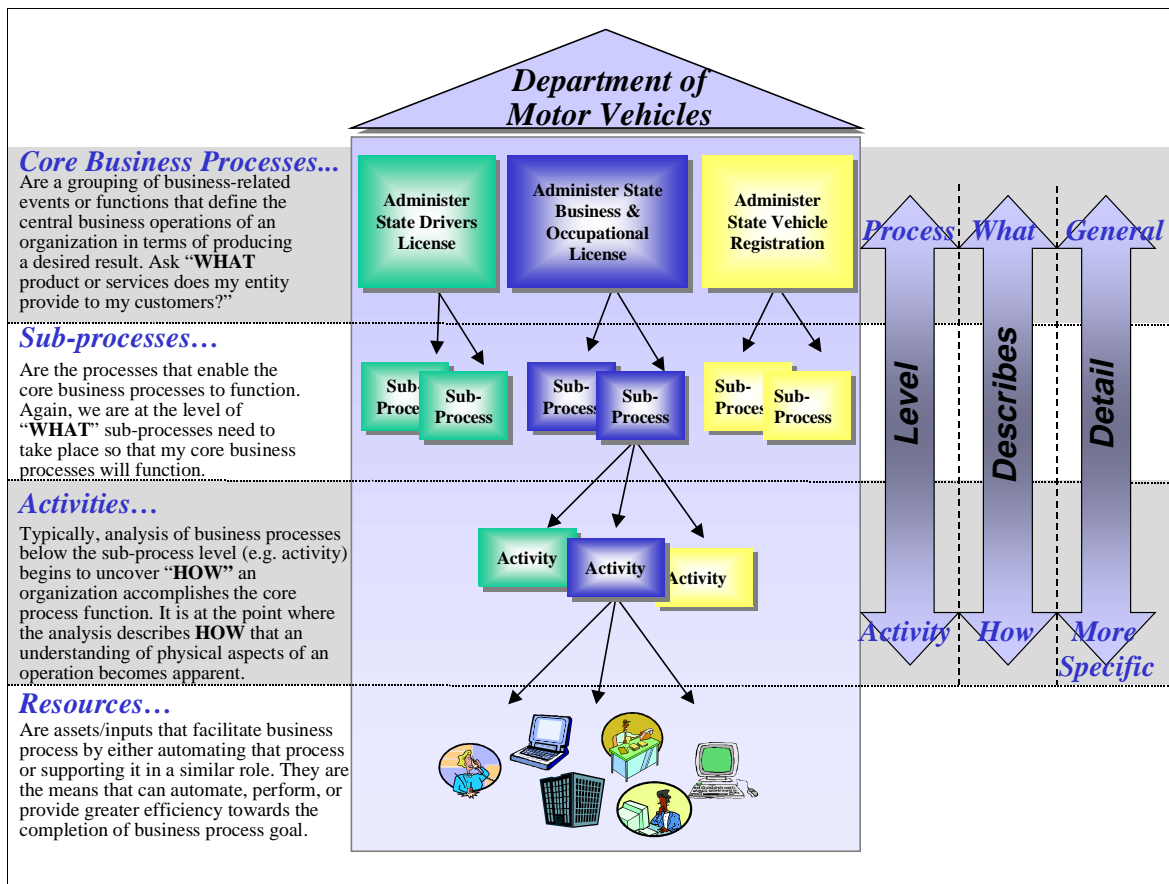 Department of
Motor Vehicles
Core Business Processes...
Are a grouping of business-related
events or functions that define the
central business operations of an
organization in terms of producing
a desired result. Ask “WHAT
product or services does my entity
provide to my customers?”
Administer
State Drivers
License
Administer State
Business &
Occupational
License
Administer
State Vehicle
Registration
Process
What
General
Sub-processes…
Are the processes that enable the
core business processes to function.
Again, we are at the level of
“WHAT” sub-processes need to
take place so that my core business
processes will function.
Sub-
Process
Sub-
Process
Sub-
Process
Sub-
Process
Sub-
Process
Sub-
Process
Level
Describes
Detail
Activities…
Typically, analysis of business processes
below the sub-process level (e.g. activity)
begins to uncover “HOW” an
organization accomplishes the core
process function. It is at the point where
the analysis describes HOW that an
understanding of physical aspects of an
operation becomes apparent.
Activity
Activity
Activity
Activity
How
More
Specific
Resources…
Are assets/inputs that facilitate business
process by either automating that process
or supporting it in a similar role. They are
the means that can automate, perform, or
provide greater efficiency towards the
completion of business process goal.